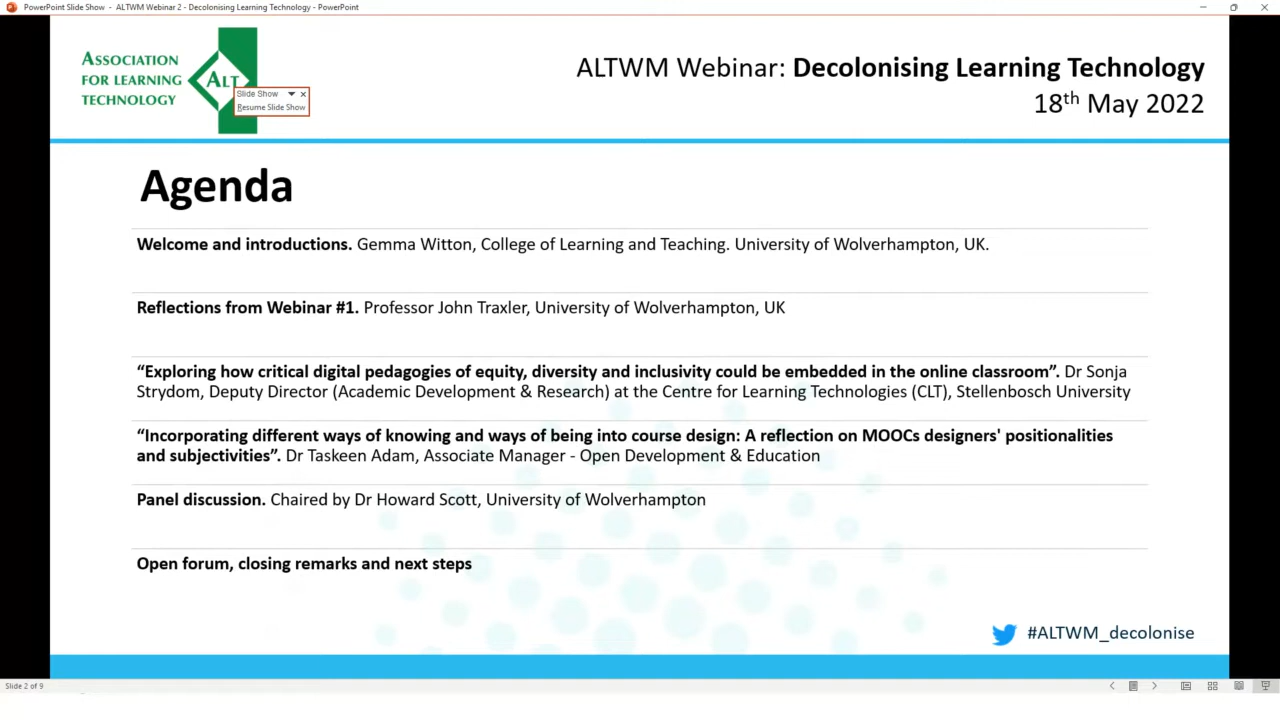 PowerPoint Slide Show - ALTWM Webinar 2 - Decolonising Learning Technology - PowerPoint
ASSOCIATION
FOR LEARNING
TECHNOLOGY
ALT
Slide Show
Resume Slide Show
ALTWM Webinar: Decolonising Learning Technology
18th May 2022
Agenda
Welcome and introductions. Gemma Witton, College of Learning and Teaching. University of Wolverhampton, UK.
Reflections from Webinar #1. Professor John Traxler, University of Wolverhampton, UK
“Exploring how critical digital pedagogies of equity, diversity and inclusivity could be embedded in the online classroom”. Dr Sonja
Strydom, Deputy Director (Academic Development & Research) at the Centre for Learning Technologies (CLT), Stellenbosch University
“Incorporating different ways of knowing and ways of being into course design: A reflection on MOOCs designers' positionalities
and subjectivities”. Dr Taskeen Adam, Associate Manager - Open Development & Education
Panel discussion. Chaired by Dr Howard Scott, University of Wolverhampton
Open forum, closing remarks and next steps
#ALTWM_decolonise
Slide 2 of 9